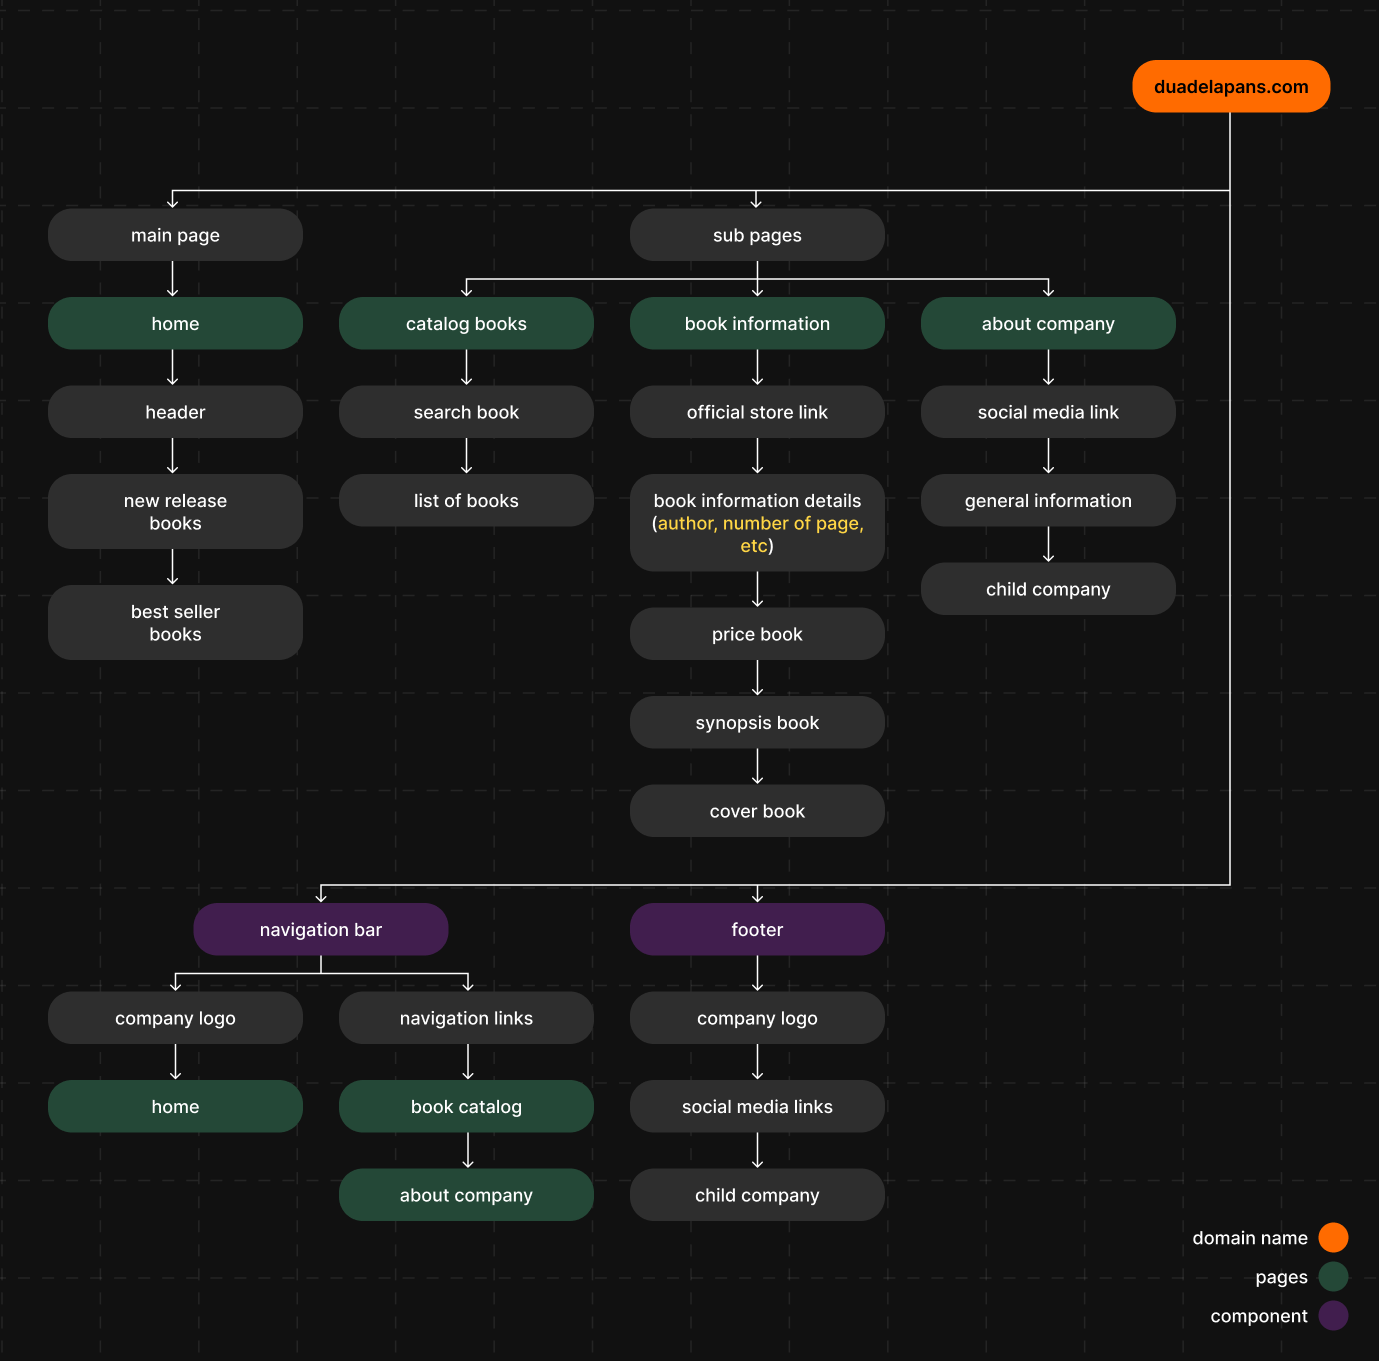 duadelapans.com
main page
sub pages
home
catalog books
book information
about company
header
search book
official store link
social media link
new release
books
list of books
book information details
(author, number of page,
etc)
general information
best seller
books
child company
price book
synopsis book
cover book
navigation bar
footer
company logo
navigation links
company logo
home
book catalog
social media links
about company
child company
domain name
pages
component